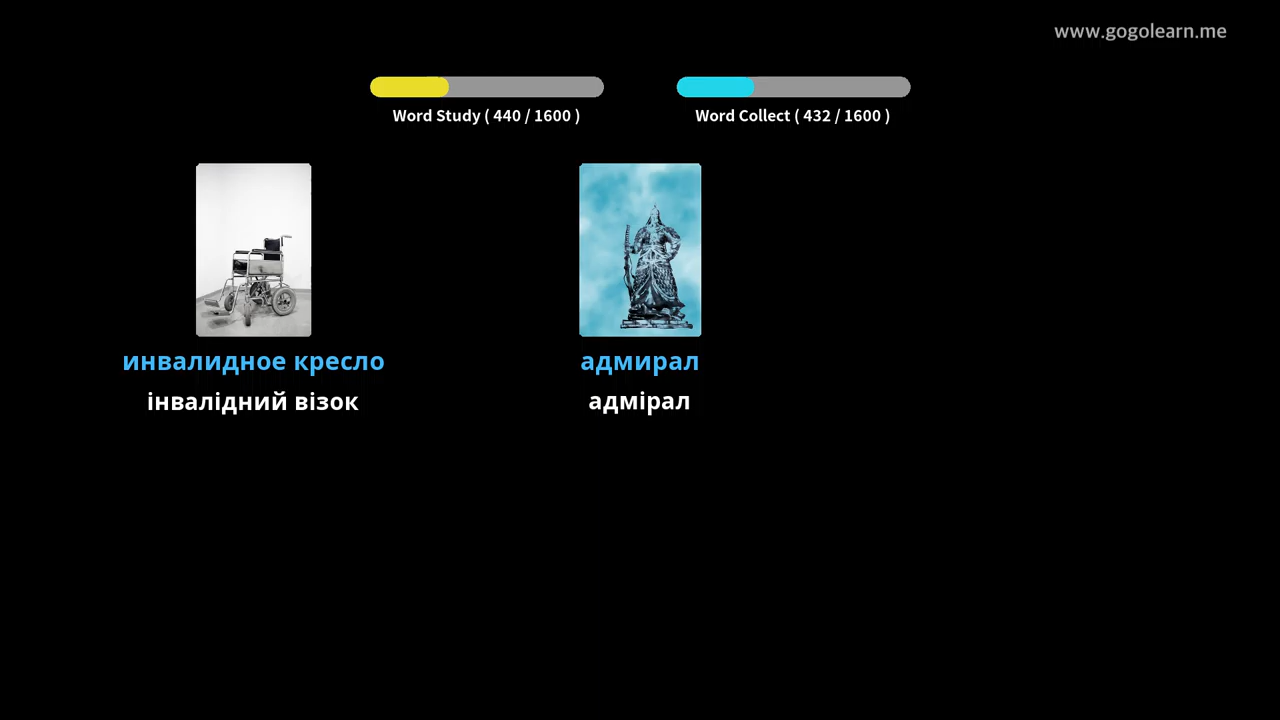 www.gogolearn.me
Word Study ( 440 / 1600 )
Word Collect ( 432 / 1600 )
инвалидное кресло
інвалідний візок
адмирал
адмірал